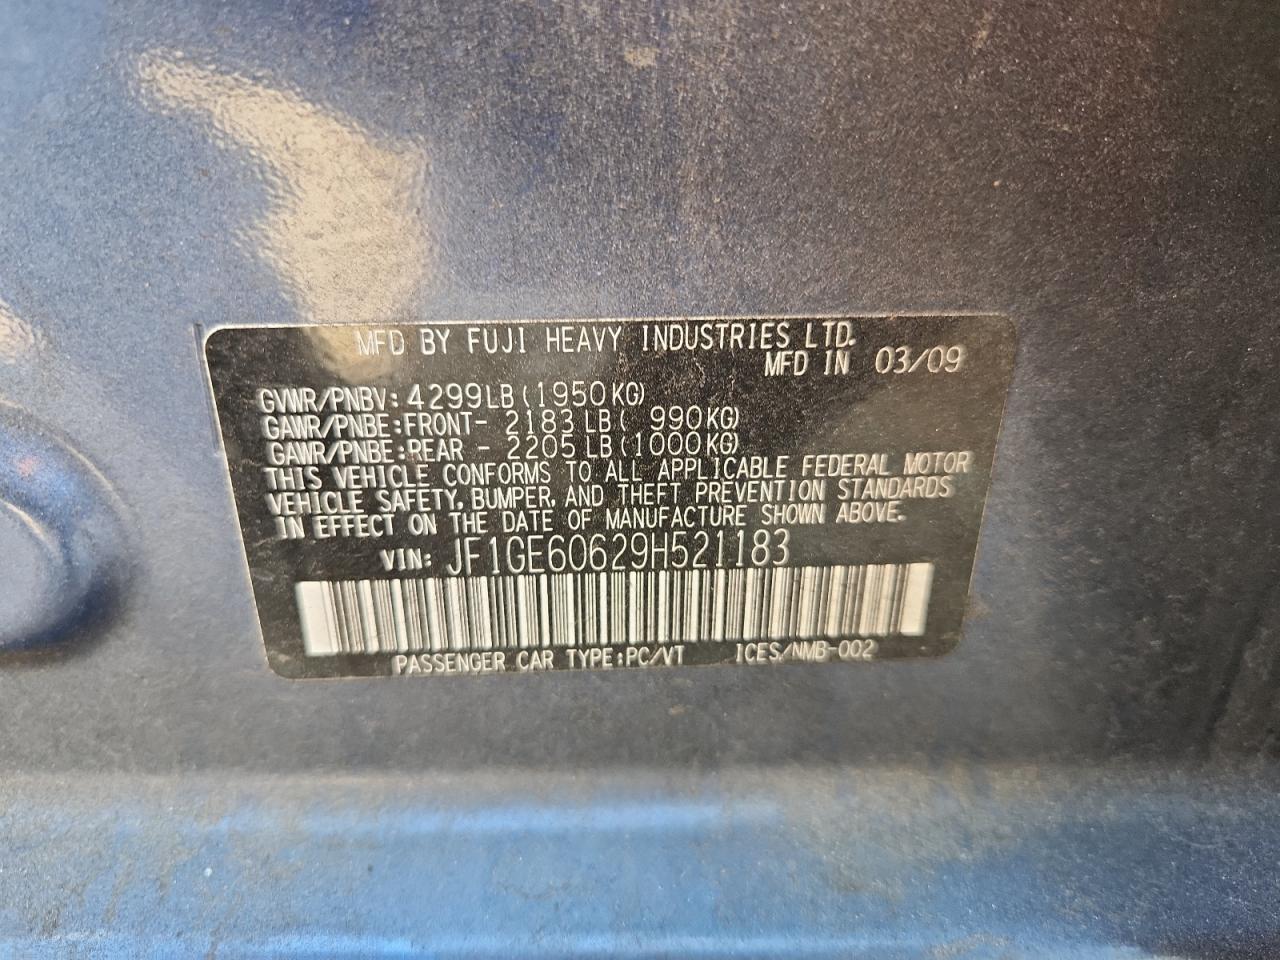 MFD BY FUJI HEAVY INDUSTRIES LTD.
MFD IN 03/09
GVWR/PNBV: 4299LB (1950KG)
GAWR/PNBE:FRONT- 2183 LB ( 990KG)
GAWR/PNBE:REAR - 2205 LB (1000KG)
THIS VEHICLE CONFORMS TO ALL APPLICABLE FEDERAL MOTOR
VEHICLE SAFETY, BUMPER, AND THEFT PREVENTION STANDARDS
IN EFFECT ON THE DATE OF MANUFACTURE SHOWN ABOVE.
VIN: JF1GE60629H521183
PASSENGER CAR TYPE:PC/VT ICES/NMB-002